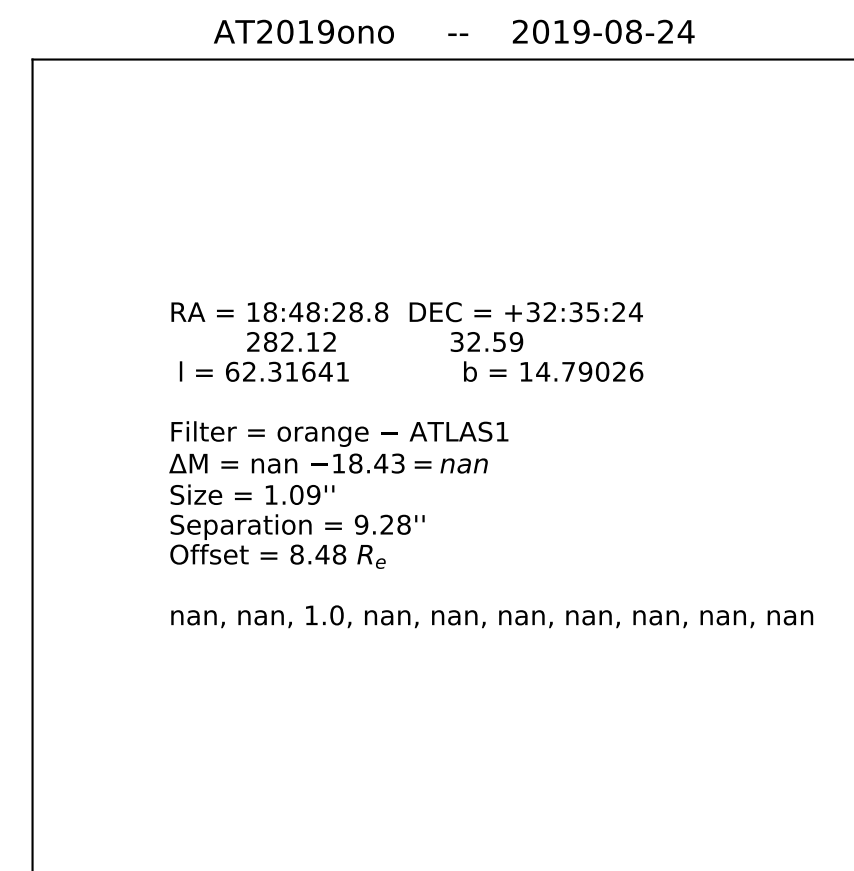 AT2019ono -- 2019-08-24
RA = 18:48:28.8 DEC = +32:35:24
282.12 32.59
l = 62.31641 b = 14.79026
Filter = orange − ATLAS1
ΔM = nan −18.43 = nan
Size = 1.09''
Separation = 9.28''
Offset = 8.48 Re
nan, nan, 1.0, nan, nan, nan, nan, nan, nan, nan